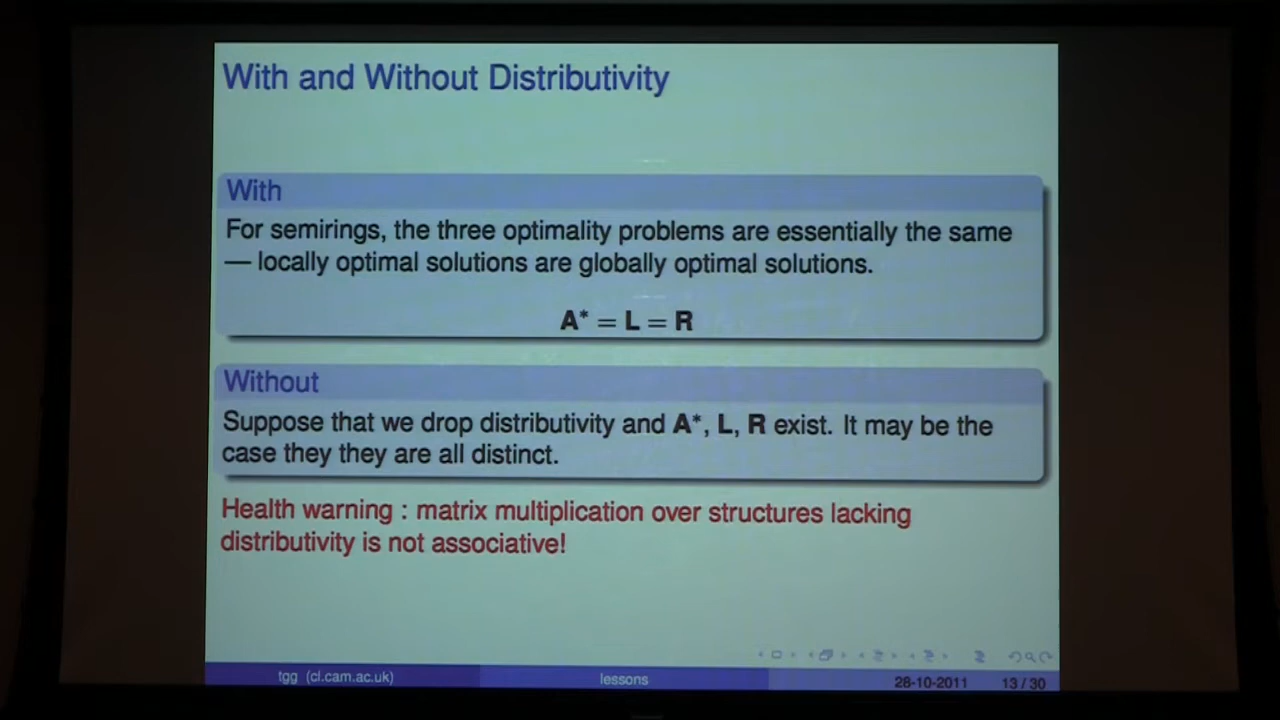 With and Without Distributivity
With
For semirings, the three optimality problems are essentially the same
— locally optimal solutions are globally optimal solutions.
A* = L = R
Without
Suppose that we drop distributivity and A*, L, R exist. It may be the
case they they are all distinct.
Health warning : matrix multiplication over structures lacking
distributivity is not associative!
tgg (cl.cam.ac.uk)
lessons
28-10-2011
13 / 30